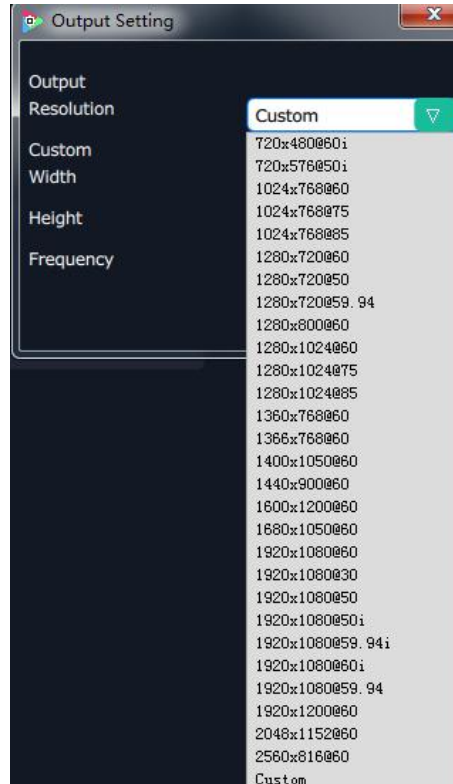 Output Setting
Output
Resolution
Custom
Custom
Width
Height
Frequency
720x480@60i
720x576@50i
1024x768@60
1024x768@75
1024x768@85
1280x720@60
1280x720@50
1280x720@59.94
1280x800@60
1280x1024@60
1280x1024@75
1280x1024@85
1360x768@60
1366x768@60
1400x1050@60
1440x900@60
1600x1200@60
1680x1050@60
1920x1080@60
1920x1080@30
1920x1080@50
1920x1080@50i
1920x1080@59.94i
1920x1080@60i
1920x1080@59.94
1920x1200@60
2048x1152@60
2560x816@60
Custom